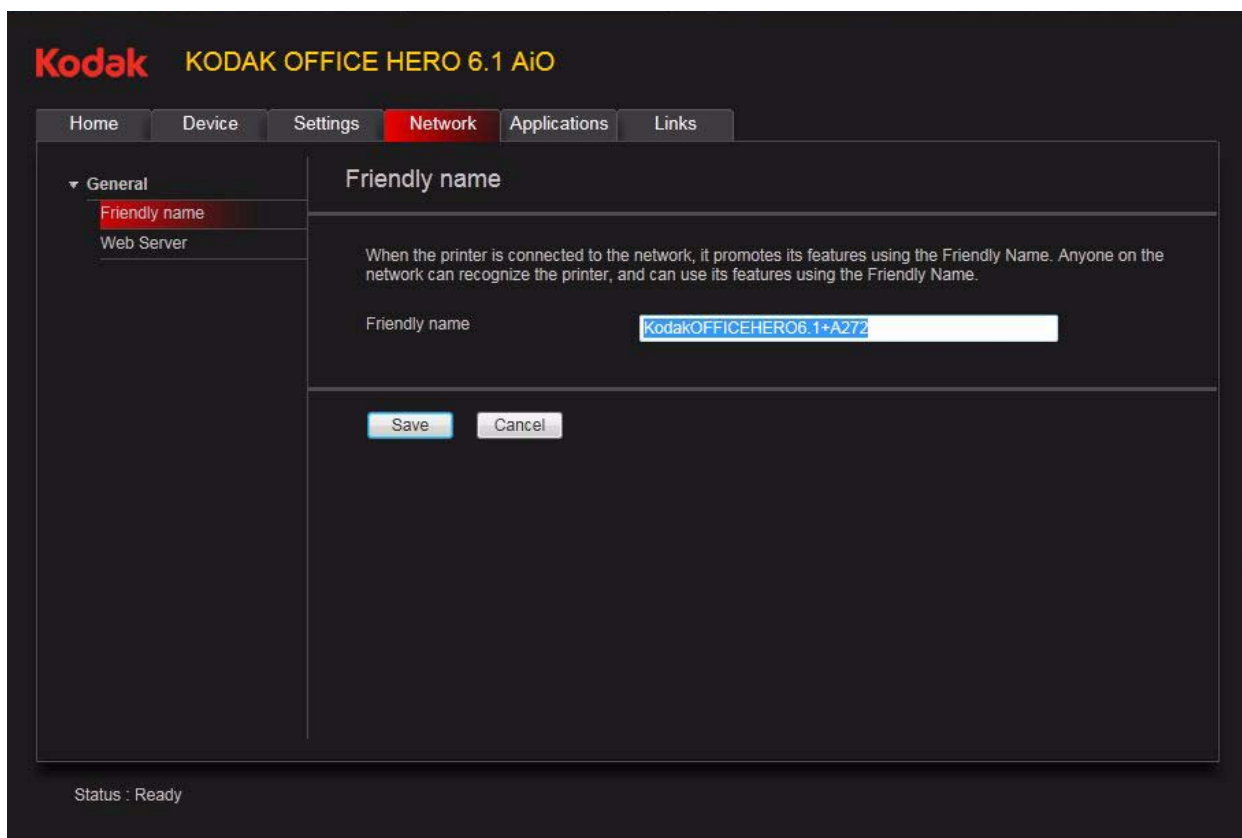 Kodak KODAK OFFICE HERO 6.1 AiO
Home Device Settings Network Applications Links
General
Friendly name
Web Server
Friendly name
When the printer is connected to the network, it promotes its features using the Friendly Name. Anyone on the
network can recognize the printer, and can use its features using the Friendly Name.
Friendly name KodakOFFICEHERO6.1+A272
Save Cancel
Status : Ready